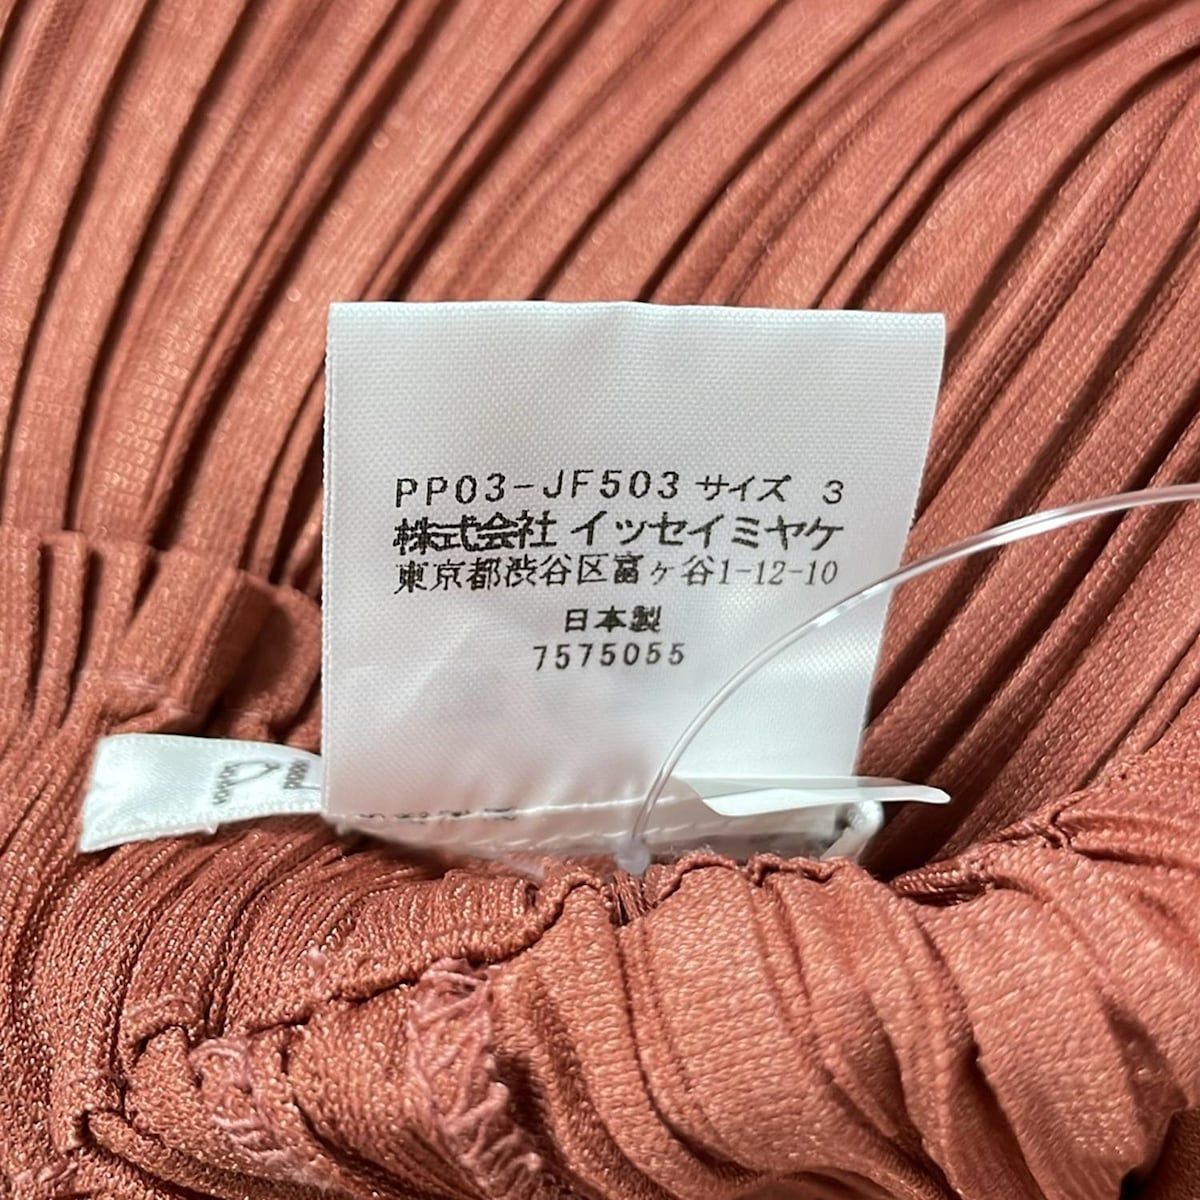 PP03-JF503 サイズ 3
株式会社 イッセイミヤケ
東京都渋谷区富ヶ谷1-12-10
日本製
7575055